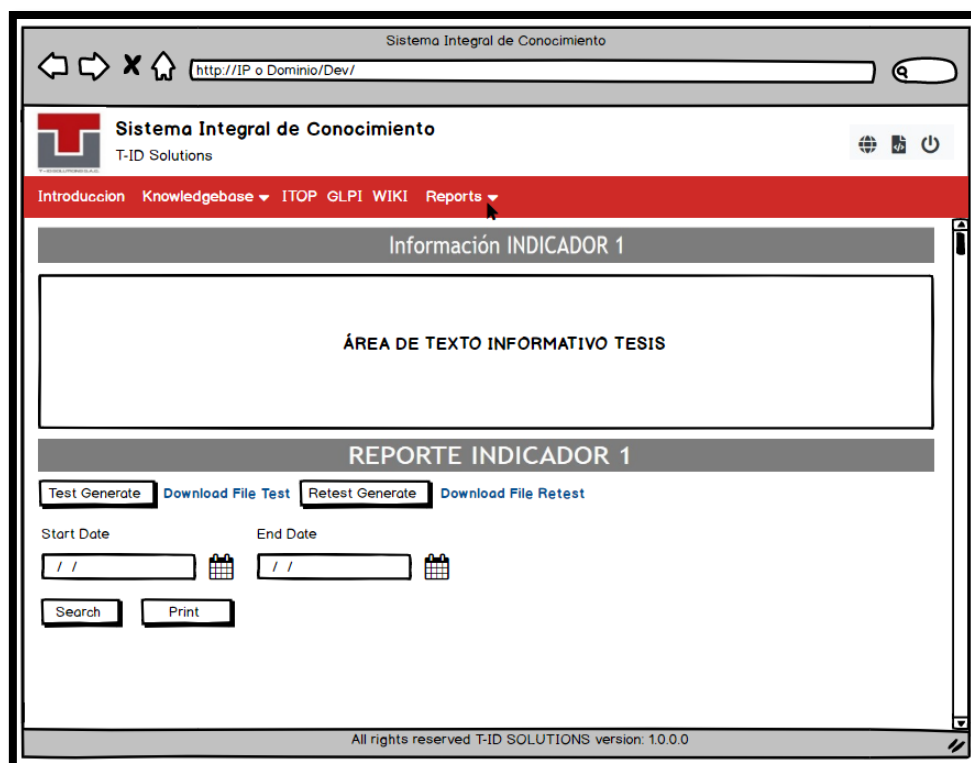 Sistema Integral de Conocimiento
http://IP o Dominio/Dev/
Sistema Integral de Conocimiento
T-ID Solutions
Introduccion Knowledgebase ITOP GLPI WIKI Reports
Información INDICADOR 1
ÁREA DE TEXTO INFORMATIVO TESIS
REPORTE INDICADOR 1
Test Generate Download File Test Retest Generate Download File Retest
Start Date End Date
/ / / /
Search Print
All rights reserved T-ID SOLUTIONS version: 1.0.0.0